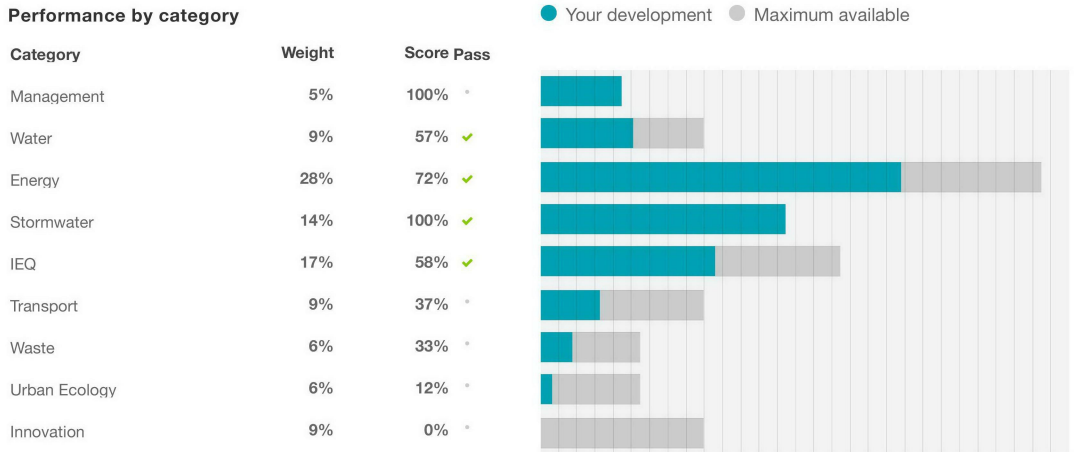 Performance by category
Your development Maximum available
Category Weight Score Pass
Management 5% 100%
Water 9% 57% ✓
Energy 28% 72% ✓
Stormwater 14% 100% ✓
IEQ 17% 58% ✓
Transport 9% 37%
Waste 6% 33%
Urban Ecology 6% 12%
Innovation 9% 0%